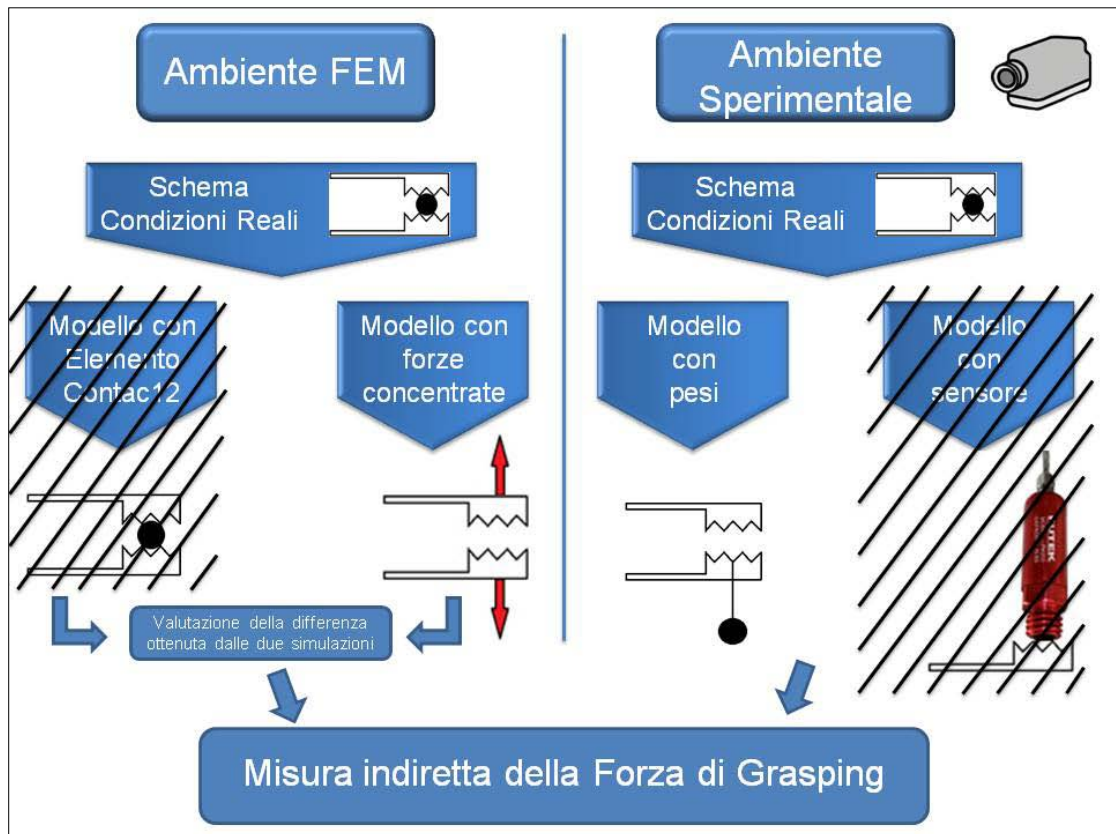 Ambiente FEM
Ambiente
Sperimentale
Schema
Condizioni Reali
Schema
Condizioni Reali
Modello con
Elemento
Contac12
Modello con
forze
concentrate
Modello
con
pesi
Modello
con
sensore
Valutazione della differenza
ottenuta dalle due simulazioni
Misura indiretta della Forza di Grasping